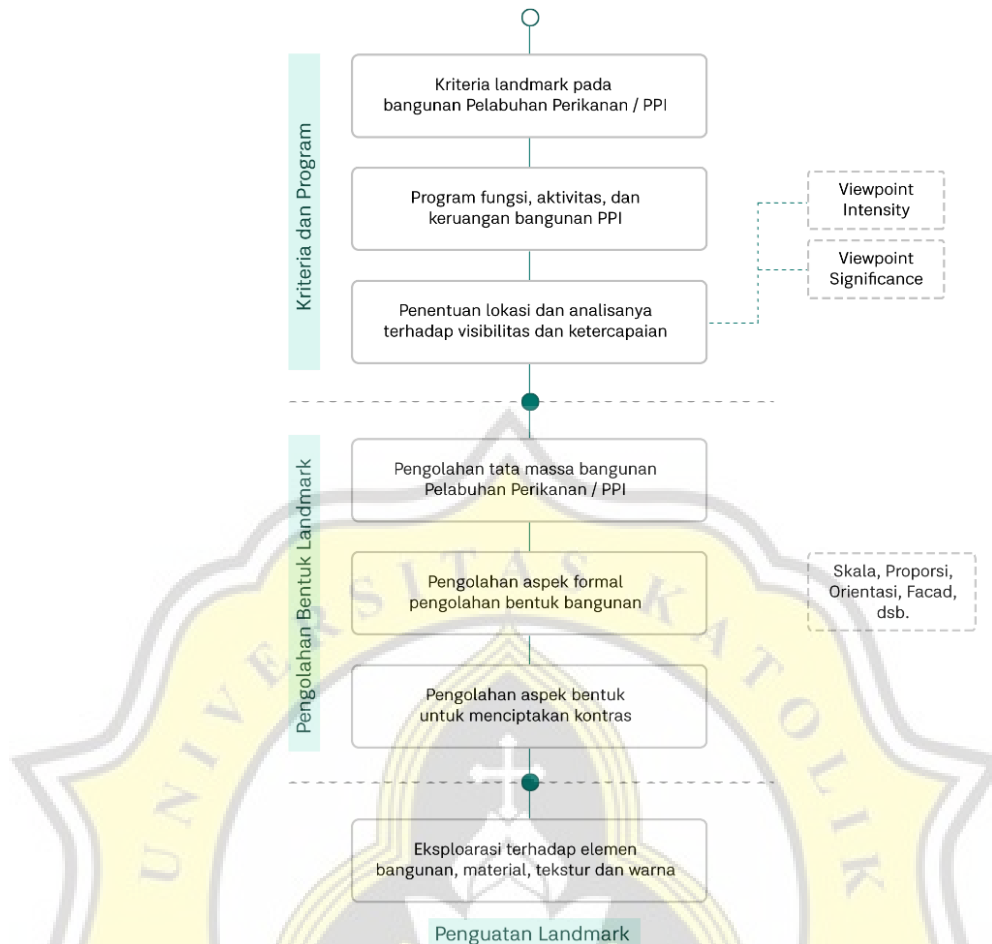 Kriteria dan Program
Kriteria landmark pada
bangunan Pelabuhan Perikanan / PPI
Program fungsi, aktivitas, dan
keruangan bangunan PPI
Penentuan lokasi dan analisanya
terhadap visibilitas dan ketercapaian
Viewpoint
Intensity
Viewpoint
Significance
Pengolahan Bentuk Landmark
Pengolahan tata massa bangunan
Pelabuhan Perikanan / PPI
Pengolahan aspek formal
pengolahan bentuk bangunan
Skala, Proporsi,
Orientasi, Facad,
dsb.
Pengolahan aspek bentuk
untuk menciptakan kontras
Eksploarasi terhadap elemen
bangunan, material, tekstur dan warna
Penguatan Landmark
UNIVERSITAS KATOLIK